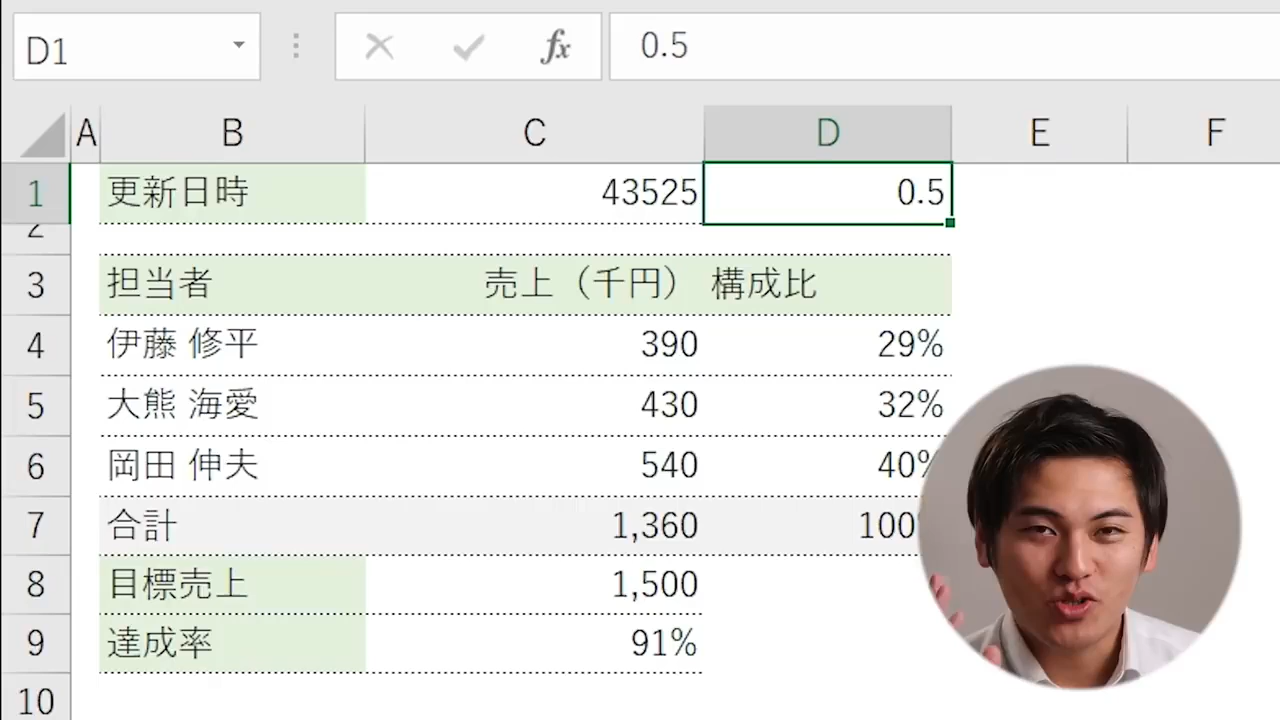 D1 fx 0.5
A B C D E F
1 更新日時 43525 0.5
2
3 担当者 売上（千円） 構成比
4 伊藤 修平 390 29%
5 大熊 海愛 430 32%
6 岡田 伸夫 540 40%
7 合計 1,360 100
8 目標売上 1,500
9 達成率 91%
10